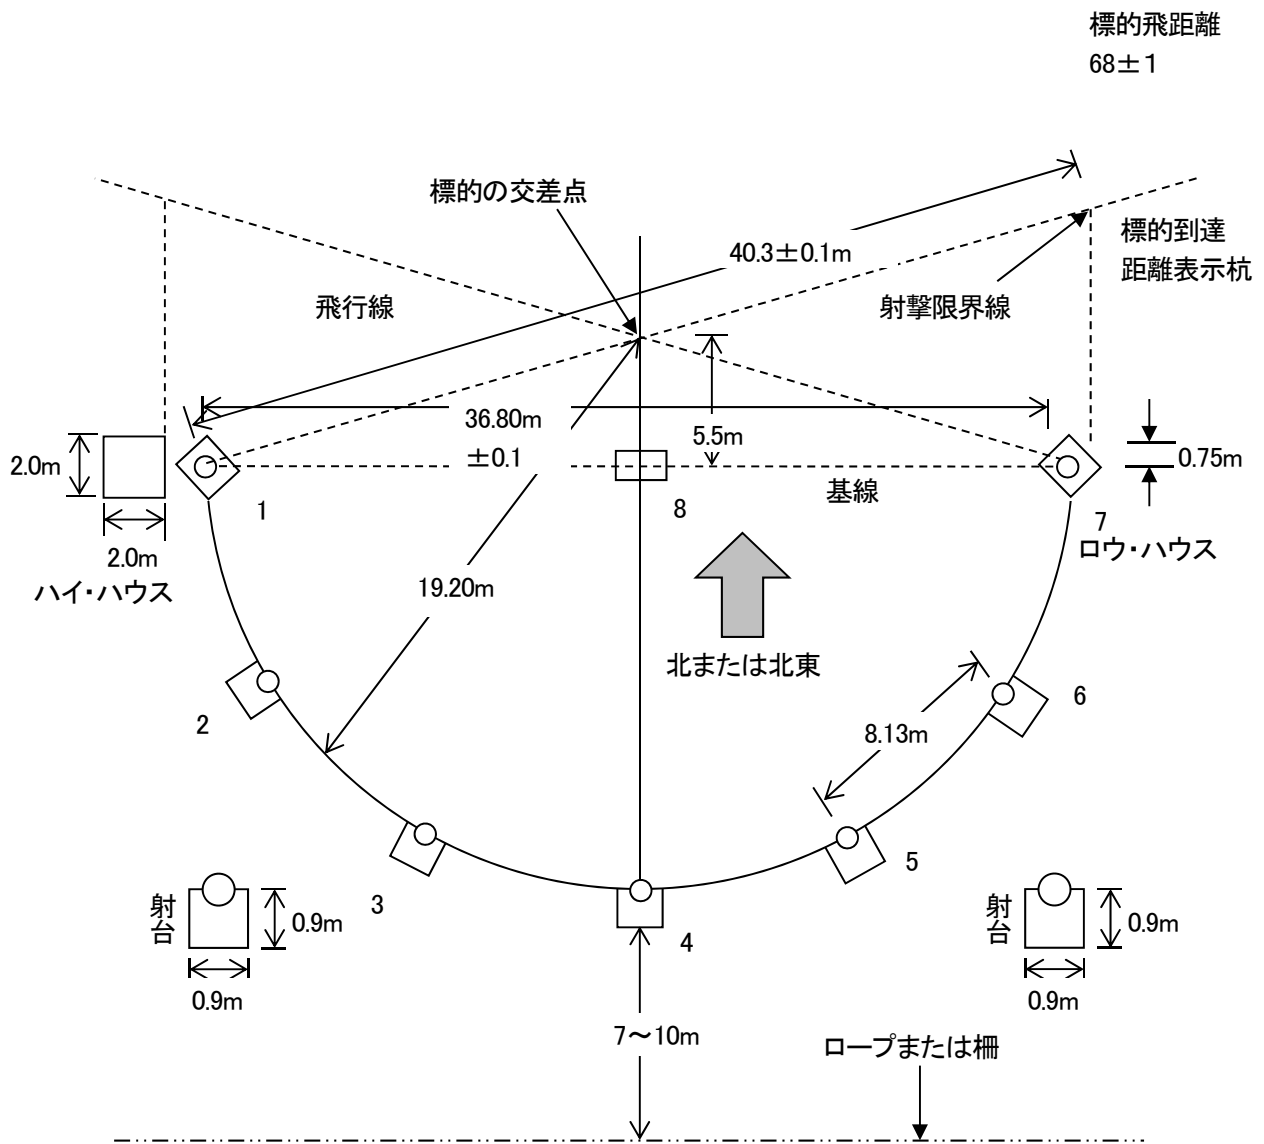 標的飛距離
68±1
標的の交差点
40.3±0.1m
標的到達
距離表示杭
飛行線
射撃限界線
36.80m
±0.1
5.5m
2.0m
0.75m
基線
1
8
7
2.0m
ハイ・ハウス
ロウ・ハウス
19.20m
北または北東
2
6
8.13m
3
5
4
射台
0.9m
0.9m
射台
0.9m
0.9m
7～10m
ロープまたは柵